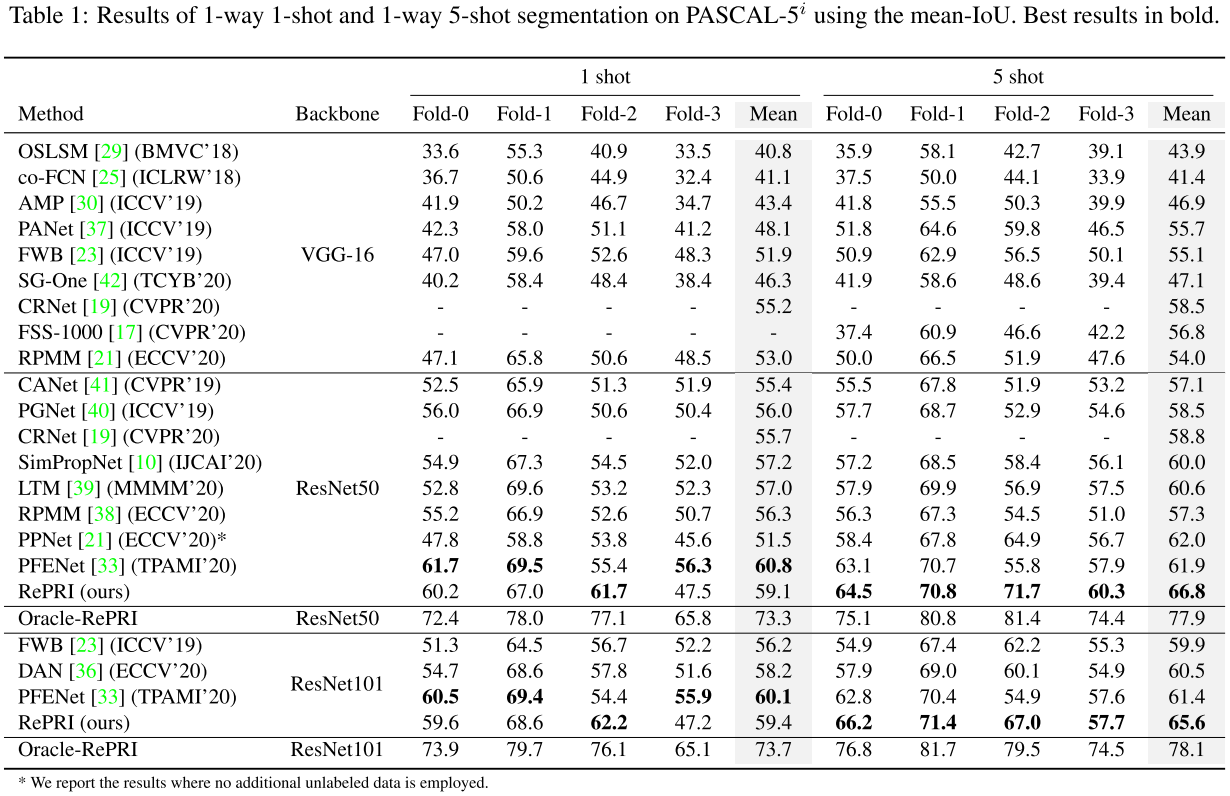 Table 1: Results of 1-way 1-shot and 1-way 5-shot segmentation on PASCAL-5^i using the mean-IoU. Best results in bold.
1 shot 5 shot
Method Backbone Fold-0 Fold-1 Fold-2 Fold-3 Mean Fold-0 Fold-1 Fold-2 Fold-3 Mean
OSLSM [29] (BMVC'18) 33.6 55.3 40.9 33.5 40.8 35.9 58.1 42.7 39.1 43.9
co-FCN [25] (ICLRW'18) 36.7 50.6 44.9 32.4 41.1 37.5 50.0 44.1 33.9 41.4
AMP [30] (ICCV'19) 41.9 50.2 46.7 34.7 43.4 41.8 55.5 50.3 39.9 46.9
PANet [37] (ICCV'19) 42.3 58.0 51.1 41.2 48.1 51.8 64.6 59.8 46.5 55.7
FWB [23] (ICCV'19) VGG-16 47.0 59.6 52.6 48.3 51.9 50.9 62.9 56.5 50.1 55.1
SG-One [42] (TCYB'20) 40.2 58.4 48.4 38.4 46.3 41.9 58.6 48.6 39.4 47.1
CRNet [19] (CVPR'20) - - - - 55.2 - - - - 58.5
FSS-1000 [17] (CVPR'20) - - - - - 37.4 60.9 46.6 42.2 56.8
RPMM [21] (ECCV'20) 47.1 65.8 50.6 48.5 53.0 50.0 66.5 51.9 47.6 54.0
CANet [41] (CVPR'19) 52.5 65.9 51.3 51.9 55.4 55.5 67.8 51.9 53.2 57.1
PGNet [40] (ICCV'19) 56.0 66.9 50.6 50.4 56.0 57.7 68.7 52.9 54.6 58.5
CRNet [19] (CVPR'20) - - - - 55.7 - - - - 58.8
SimPropNet [10] (IJCAI'20) 54.9 67.3 54.5 52.0 57.2 57.2 68.5 58.4 56.1 60.0
LTM [39] (MMMM'20) ResNet50 52.8 69.6 53.2 52.3 57.0 57.9 69.9 56.9 57.5 60.6
RPMM [38] (ECCV'20) 55.2 66.9 52.6 50.7 56.3 56.3 67.3 54.5 51.0 57.3
PPNet [21] (ECCV'20)* 47.8 58.8 53.8 45.6 51.5 58.4 67.8 64.9 56.7 62.0
PFENet [33] (TPAMI'20) 61.7 69.5 55.4 56.3 60.8 63.1 70.7 55.8 57.9 61.9
RePRI (ours) 60.2 67.0 61.7 47.5 59.1 64.5 70.8 71.7 60.3 66.8
Oracle-RePRI ResNet50 72.4 78.0 77.1 65.8 73.3 75.1 80.8 81.4 74.4 77.9
FWB [23] (ICCV'19) 51.3 64.5 56.7 52.2 56.2 54.9 67.4 62.2 55.3 59.9
DAN [36] (ECCV'20) ResNet101 54.7 68.6 57.8 51.6 58.2 57.9 69.0 60.1 54.9 60.5
PFENet [33] (TPAMI'20) 60.5 69.4 54.4 55.9 60.1 62.8 70.4 54.9 57.6 61.4
RePRI (ours) 59.6 68.6 62.2 47.2 59.4 66.2 71.4 67.0 57.7 65.6
Oracle-RePRI ResNet101 73.9 79.7 76.1 65.1 73.7 76.8 81.7 79.5 74.5 78.1
* We report the results where no additional unlabeled data is employed.